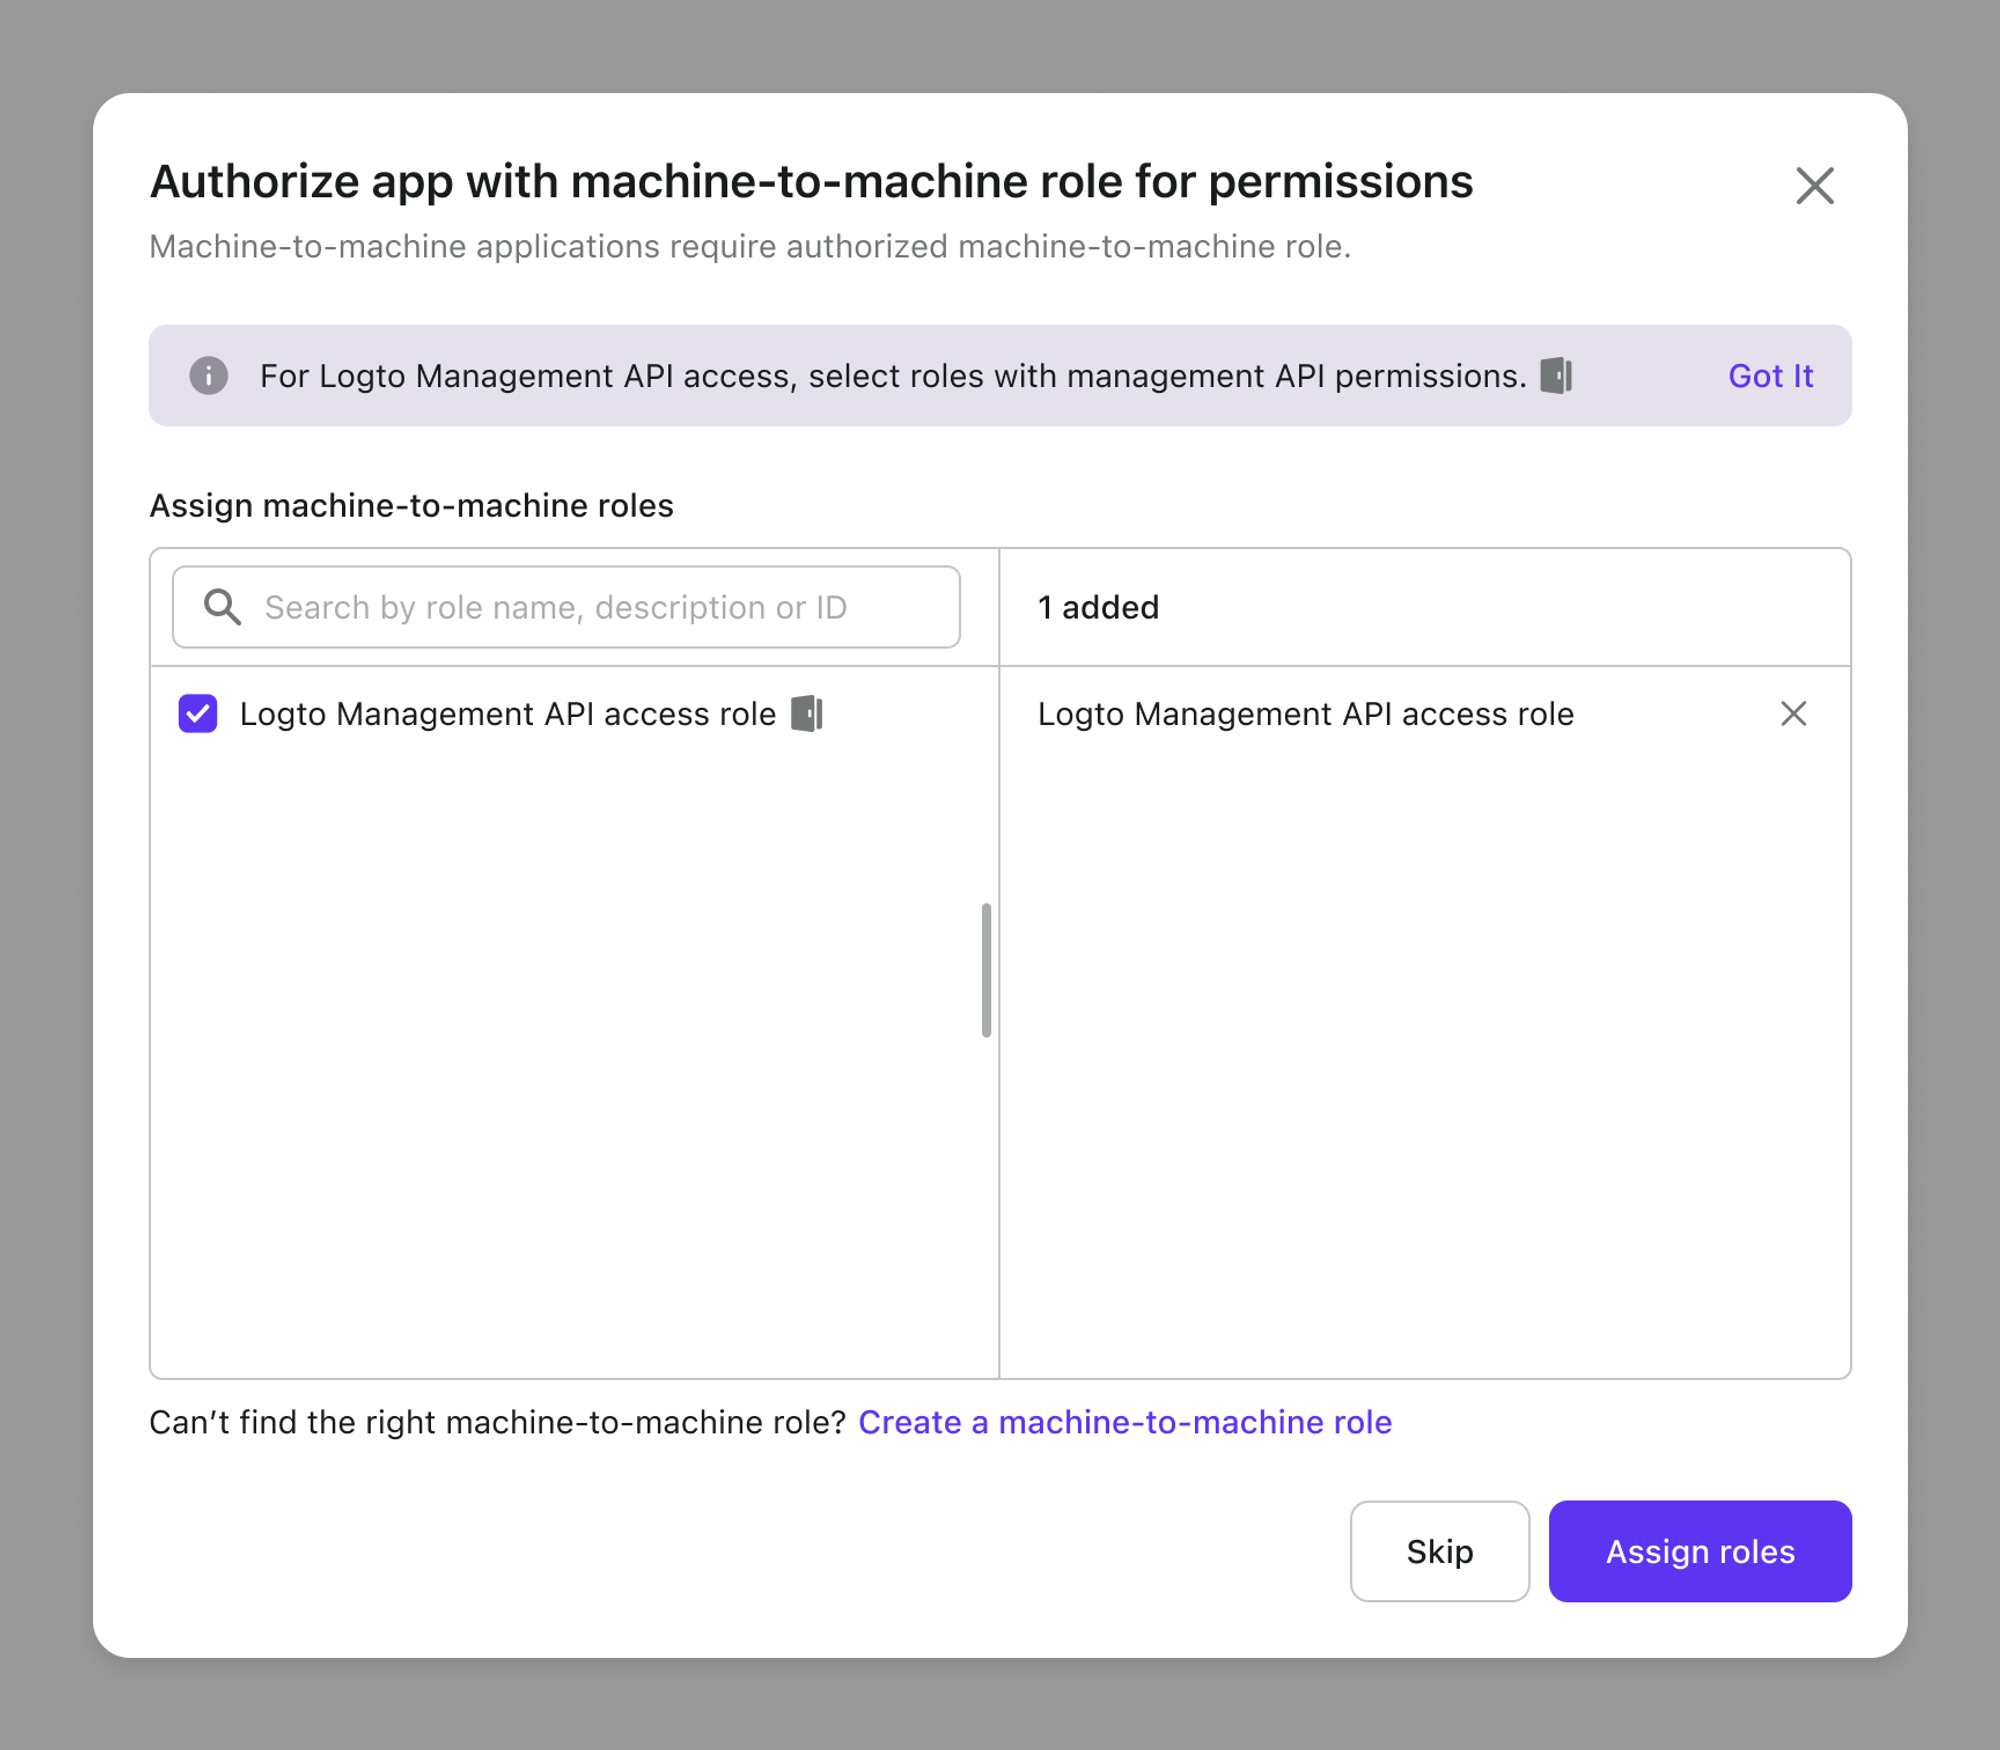 Authorize app with machine-to-machine role for permissions
Machine-to-machine applications require authorized machine-to-machine role.
For Logto Management API access, select roles with management API permissions.
Got It
Assign machine-to-machine roles
Search by role name, description or ID
1 added
Logto Management API access role
Logto Management API access role
Can’t find the right machine-to-machine role? Create a machine-to-machine role
Skip
Assign roles